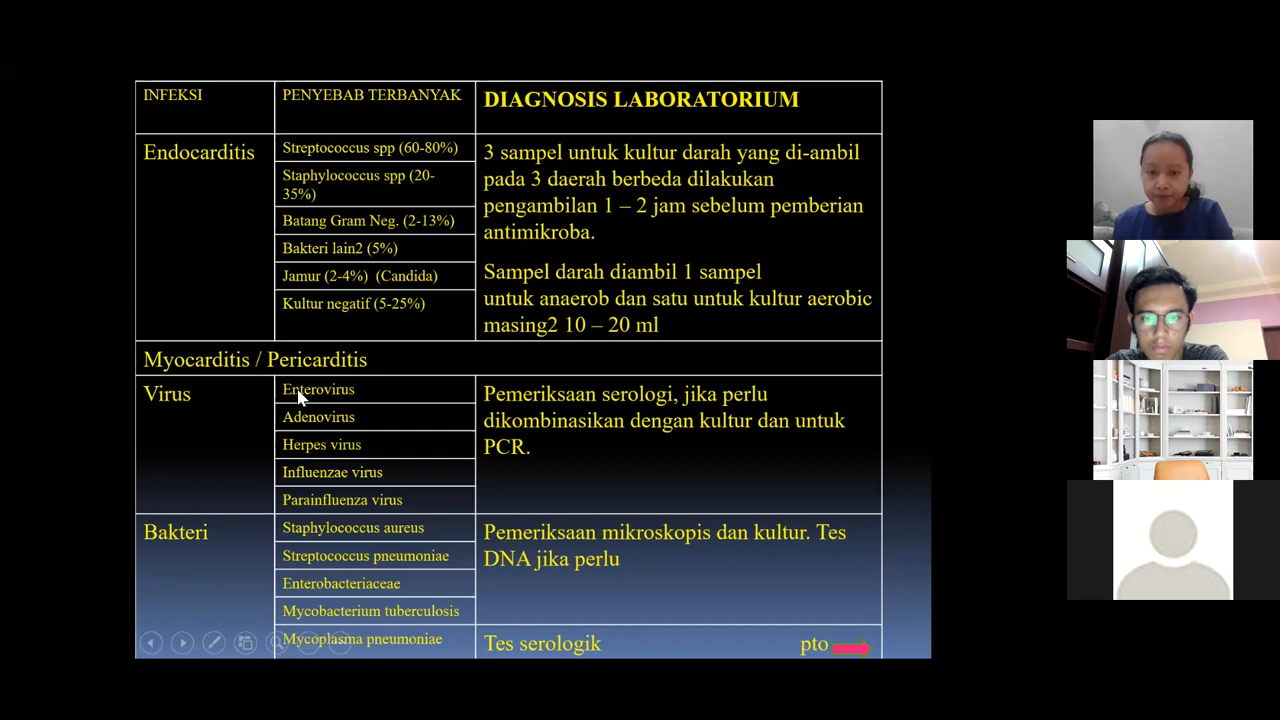 INFEKSI
PENYEBAB TERBANYAK
DIAGNOSIS LABORATORIUM
Endocarditis
Streptococcus spp (60-80%)
Staphylococcus spp (20-
35%)
Batang Gram Neg. (2-13%)
Bakteri lain2 (5%)
Jamur (2-4%) (Candida)
Kultur negatif (5-25%)
3 sampel untuk kultur darah yang di-ambil
pada 3 daerah berbeda dilakukan
pengambilan 1 – 2 jam sebelum pemberian
antimikroba.
Sampel darah diambil 1 sampel
untuk anaerob dan satu untuk kultur aerobic
masing2 10 – 20 ml
Myocarditis / Pericarditis
Virus
Enterovirus
Adenovirus
Herpes virus
Influenzae virus
Parainfluenza virus
Pemeriksaan serologi, jika perlu
dikombinasikan dengan kultur dan untuk
PCR.
Bakteri
Staphylococcus aureus
Streptococcus pneumoniae
Enterobacteriaceae
Mycobacterium tuberculosis
Pemeriksaan mikroskopis dan kultur. Tes
DNA jika perlu
Mycoplasma pneumoniae
Tes serologik
pto